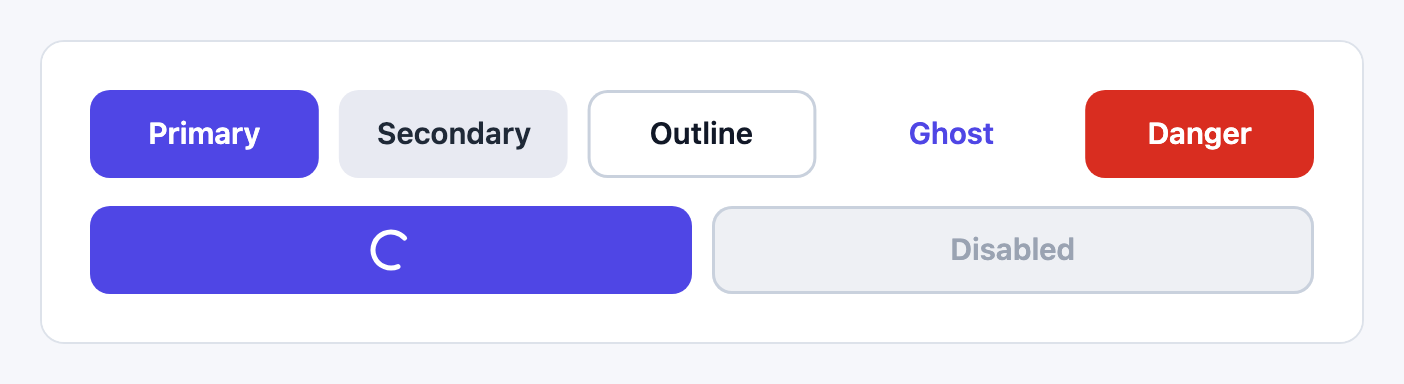 Primary
Secondary
Outline
Ghost
Danger
Disabled